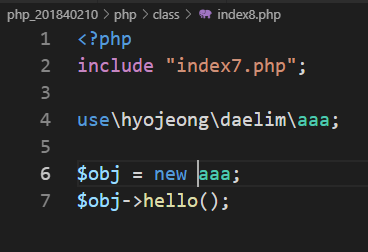 php_201840210 > php > class > index8.php
1 <?php
2 include "index7.php";
3
4 use\hyojeong\daelim\aaa;
5
6 $obj = new aaa;
7 $obj->hello();